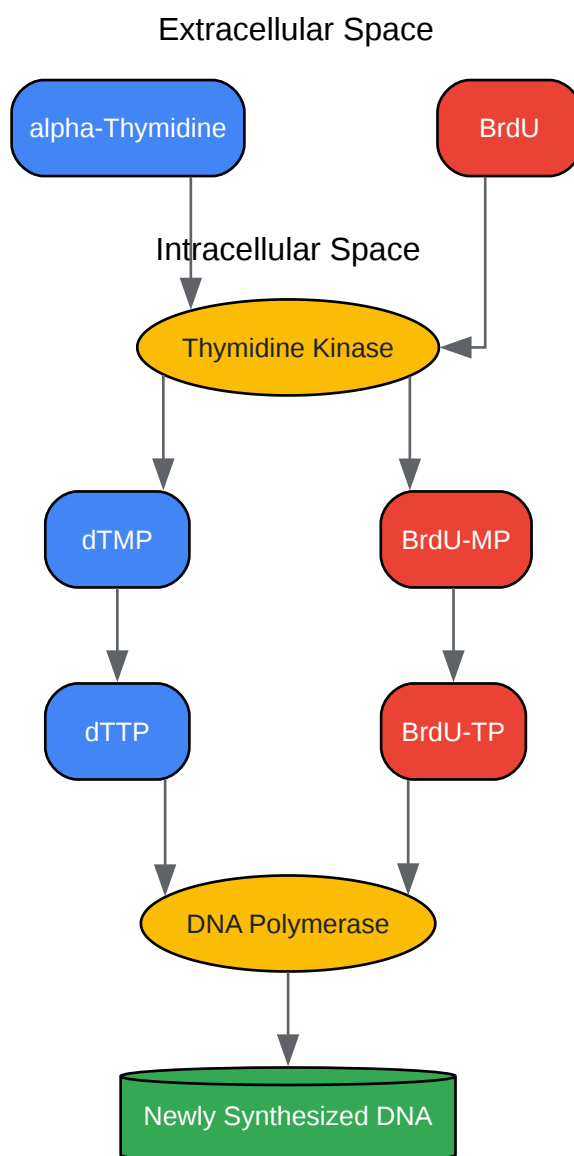 Extracellular Space
alpha-Thymidine
BrdU
Intracellular Space
Thymidine Kinase
dTMP
BrdU-MP
dTTP
BrdU-TP
DNA Polymerase
Newly Synthesized DNA